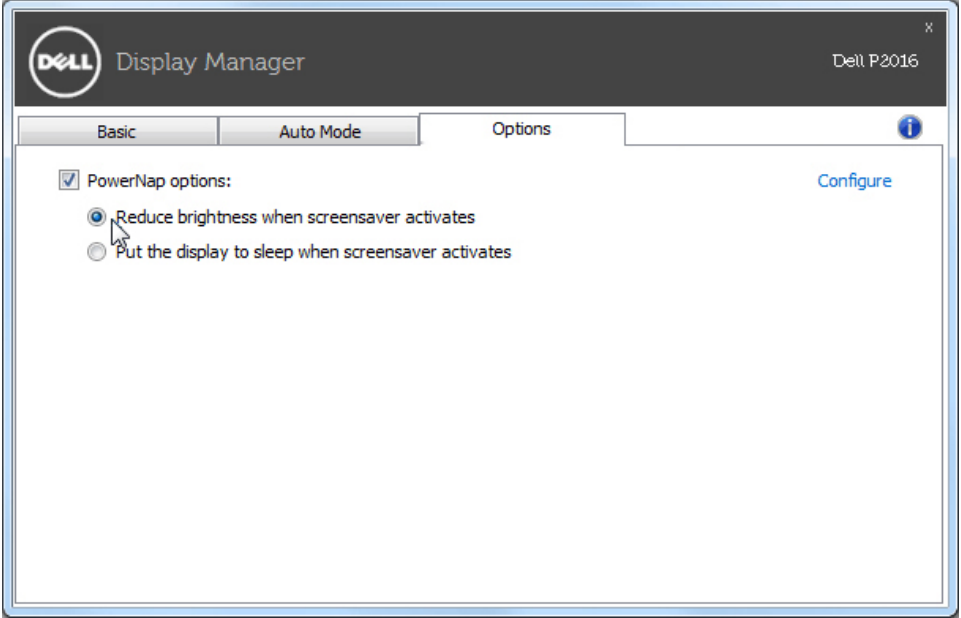 x
DELL Display Manager Dell P2016
Basic Auto Mode Options
PowerNap options: Configure
Reduce brightness when screensaver activates
Put the display to sleep when screensaver activates